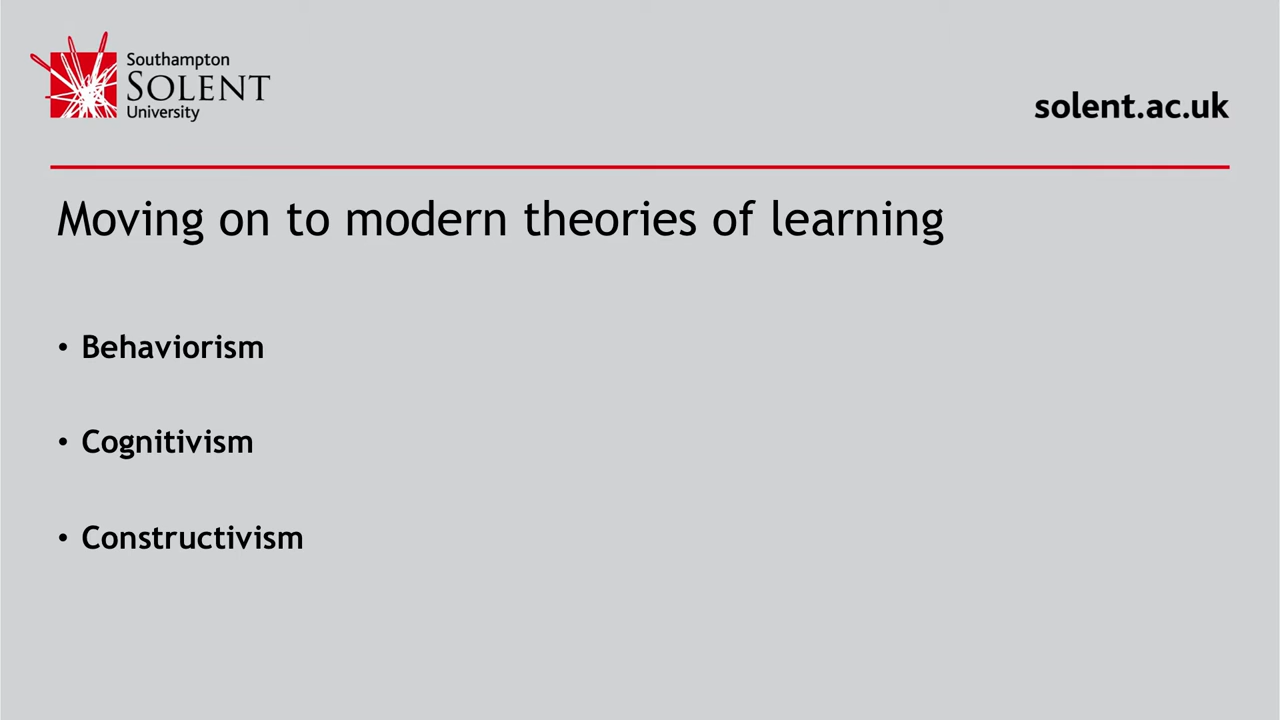 Southampton
SOLENT
University
solent.ac.uk
Moving on to modern theories of learning
• Behaviorism
• Cognitivism
• Constructivism